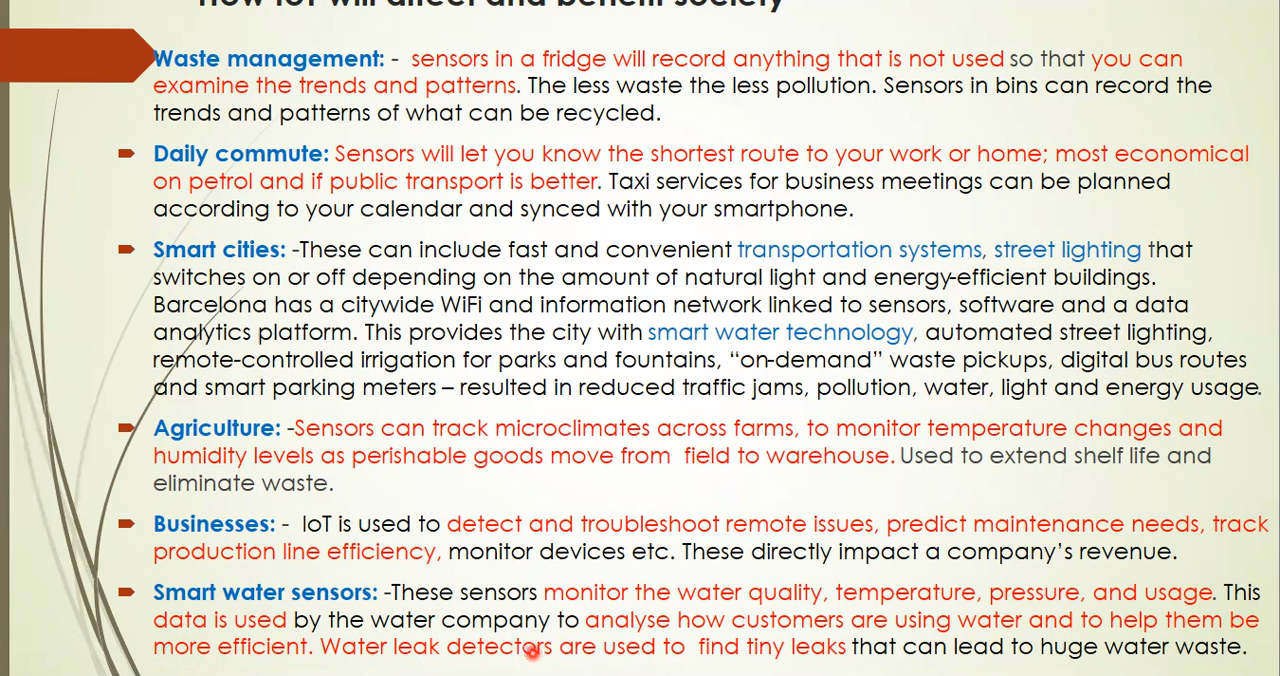 How IoT will affect and benefit society
Waste management: - sensors in a fridge will record anything that is not used so that you can
examine the trends and patterns. The less waste the less pollution. Sensors in bins can record the
trends and patterns of what can be recycled.
Daily commute: Sensors will let you know the shortest route to your work or home; most economical
on petrol and if public transport is better. Taxi services for business meetings can be planned
according to your calendar and synced with your smartphone.
Smart cities: -These can include fast and convenient transportation systems, street lighting that
switches on or off depending on the amount of natural light and energy-efficient buildings.
Barcelona has a citywide WiFi and information network linked to sensors, software and a data
analytics platform. This provides the city with smart water technology, automated street lighting,
remote-controlled irrigation for parks and fountains, “on-demand” waste pickups, digital bus routes
and smart parking meters – resulted in reduced traffic jams, pollution, water, light and energy usage.
Agriculture: -Sensors can track microclimates across farms, to monitor temperature changes and
humidity levels as perishable goods move from field to warehouse. Used to extend shelf life and
eliminate waste.
Businesses: - IoT is used to detect and troubleshoot remote issues, predict maintenance needs, track
production line efficiency, monitor devices etc. These directly impact a company’s revenue.
Smart water sensors: -These sensors monitor the water quality, temperature, pressure, and usage. This
data is used by the water company to analyse how customers are using water and to help them be
more efficient. Water leak detectors are used to find tiny leaks that can lead to huge water waste.